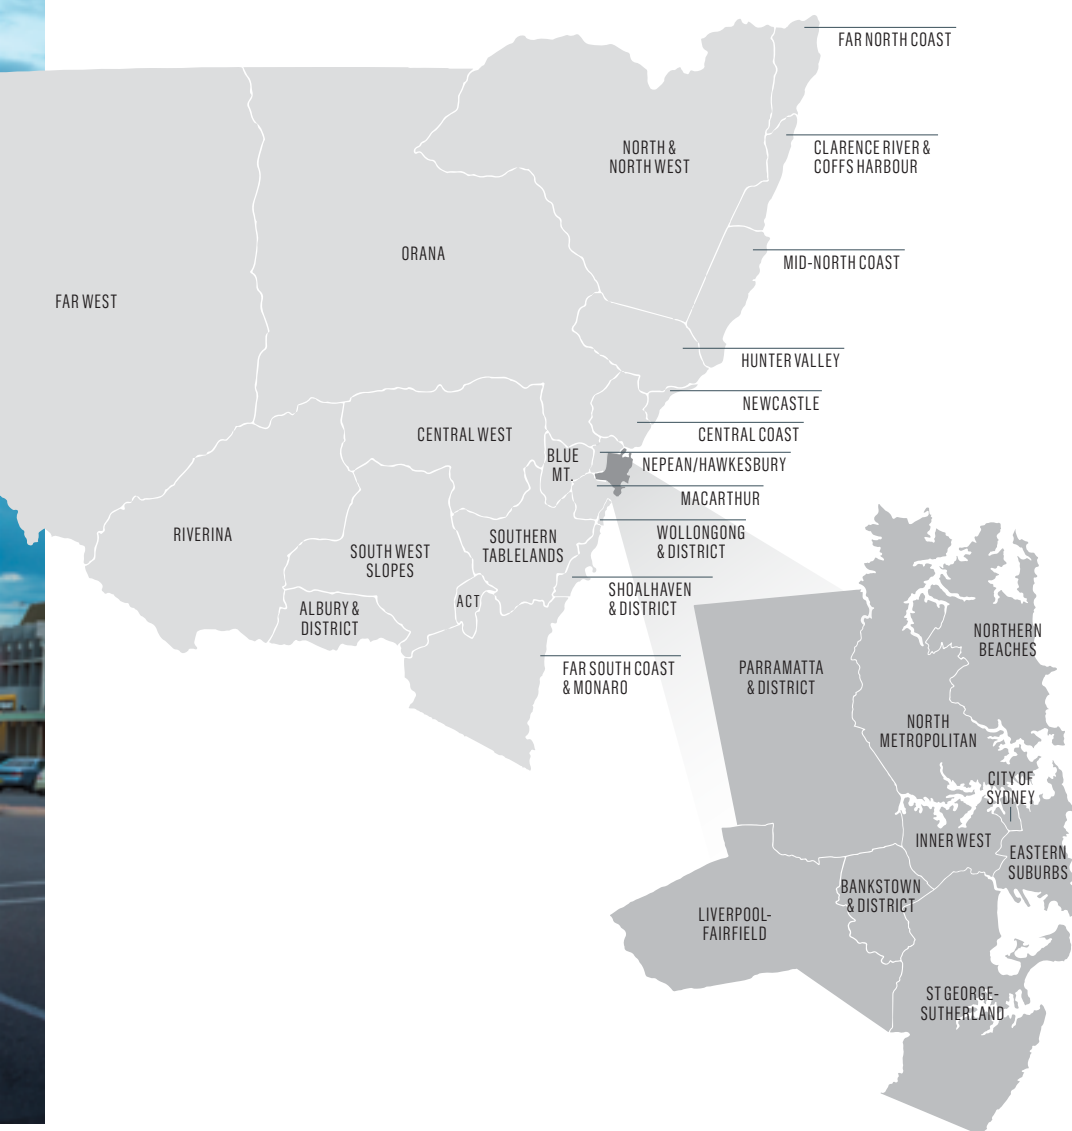 FAR NORTH COAST
CLARENCE RIVER &
COFFS HARBOUR
NORTH &
NORTH WEST
ORANA
MID-NORTH COAST
FAR WEST
HUNTER VALLEY
NEWCASTLE
CENTRAL COAST
CENTRAL WEST
BLUE
MT.
NEPEAN/HAWKESBURY
MACARTHUR
RIVERINA
WOLLONGONG
& DISTRICT
SOUTHERN
TABLELANDS
SOUTH WEST
SLOPES
ACT
SHOALHAVEN
& DISTRICT
ALBURY &
DISTRICT
FAR SOUTH COAST
& MONARO
NORTHERN
BEACHES
PARRAMATTA
& DISTRICT
NORTH
METROPOLITAN
CITY OF
SYDNEY
INNER WEST
EASTERN
SUBURBS
BANKSTOWN
& DISTRICT
LIVERPOOL-
FAIRFIELD
ST GEORGE-
SUTHERLAND